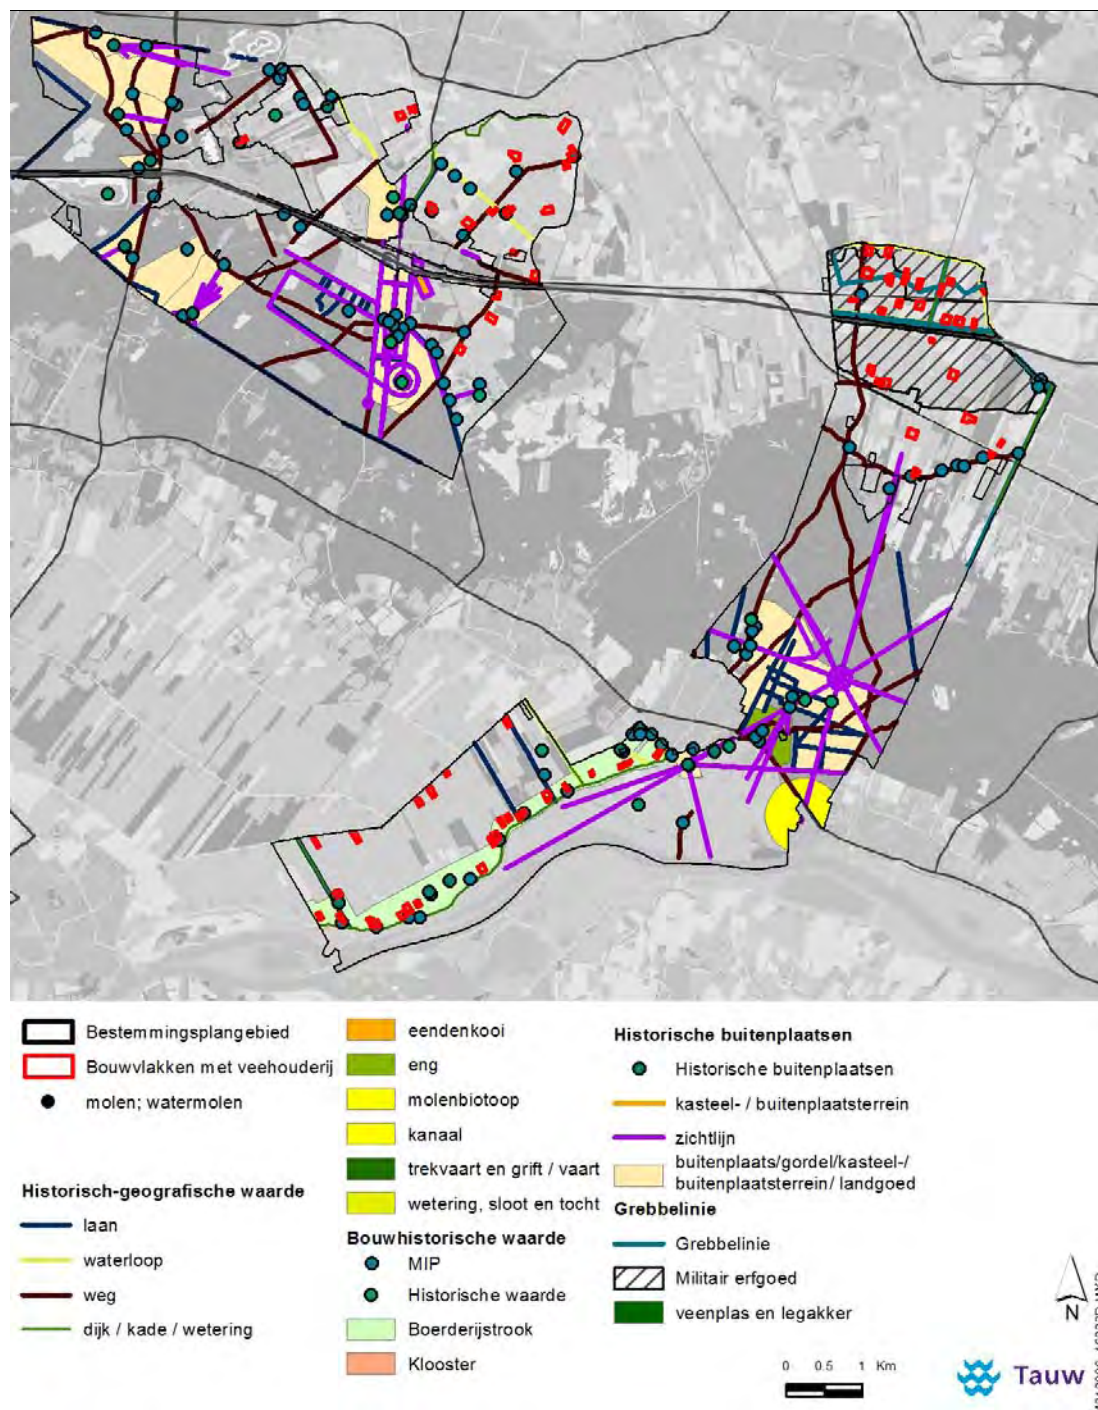 Bestemmingsplangebied
Bouwvlakken met veehouderij
molen; watermolen
Historisch-geografische waarde
laan
waterloop
weg
dijk / kade / wetering
eendenkooi
eng
molenbiotoop
kanaal
trekvaart en grift / vaart
wetering, sloot en tocht
Bouwhistorische waarde
MIP
Historische waarde
Boerderijstrook
Klooster
Historische buitenplaatsen
Historische buitenplaatsen
kasteel- / buitenplaatsterrein
zichtlijn
buitenplaats/gordel/kasteel-/
buitenplaatsterrein/ landgoed
Grebbelinie
Grebbelinie
Militair erfgoed
veenplas en legakker
0 0.5 1 Km
N
Tauw